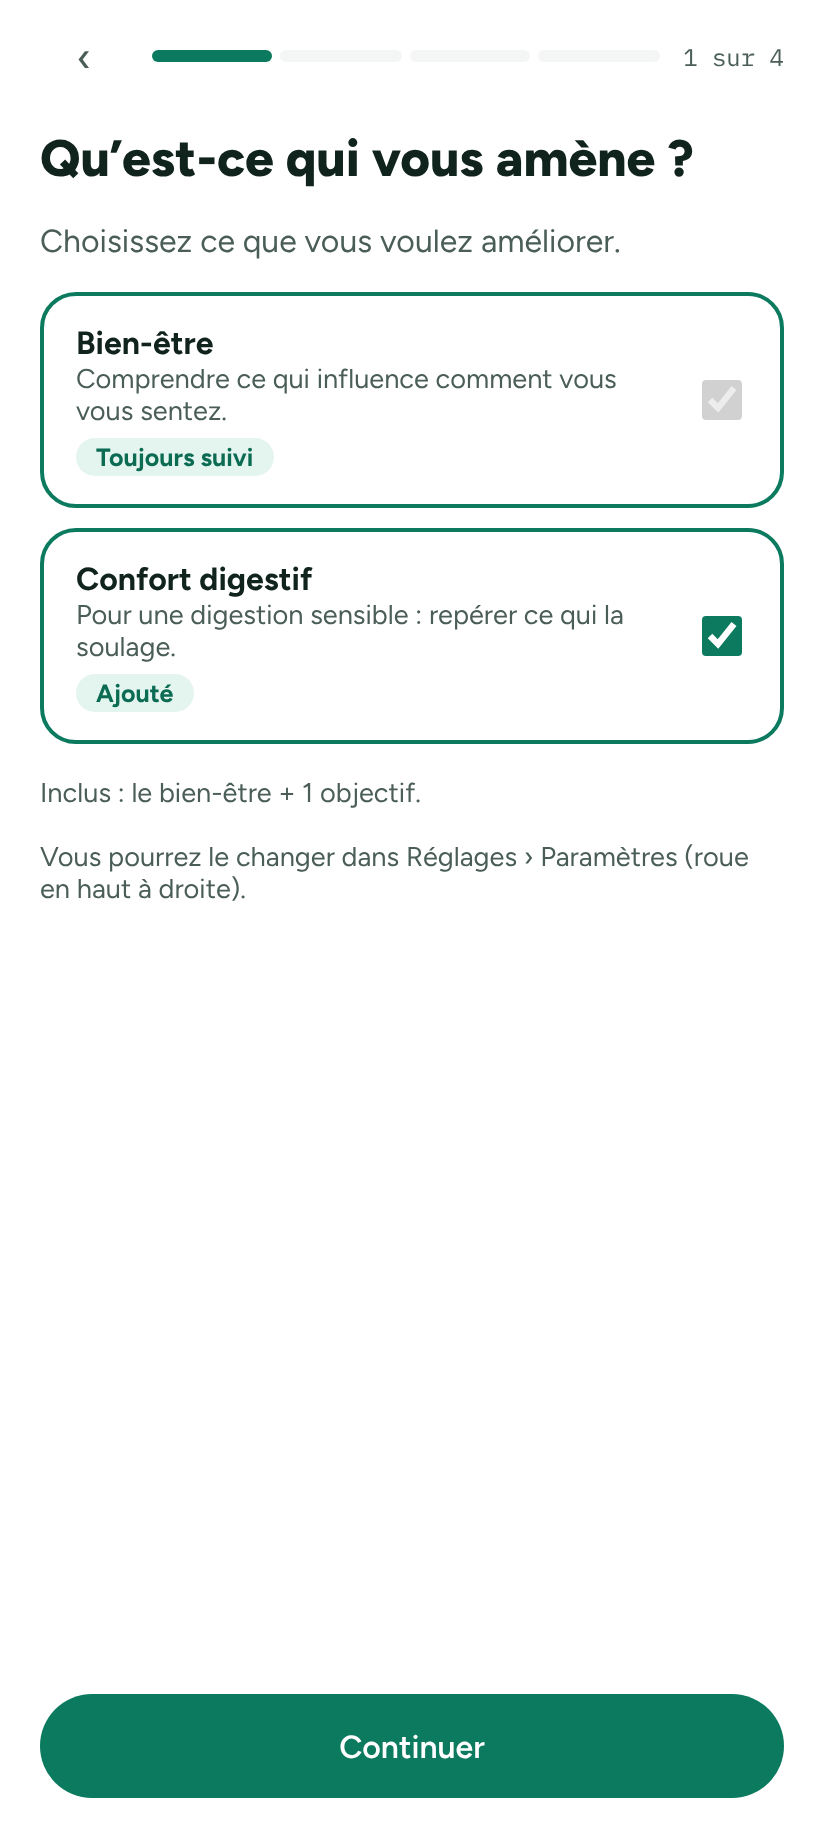 ‹
1 sur 4
Qu’est-ce qui vous amène ?
Choisissez ce que vous voulez améliorer.
Bien-être
Comprendre ce qui influence comment vous
vous sentez.
Toujours suivi
Confort digestif
Pour une digestion sensible : repérer ce qui la
soulage.
Ajouté
Inclus : le bien-être + 1 objectif.
Vous pourrez le changer dans Réglages › Paramètres (roue
en haut à droite).
Continuer